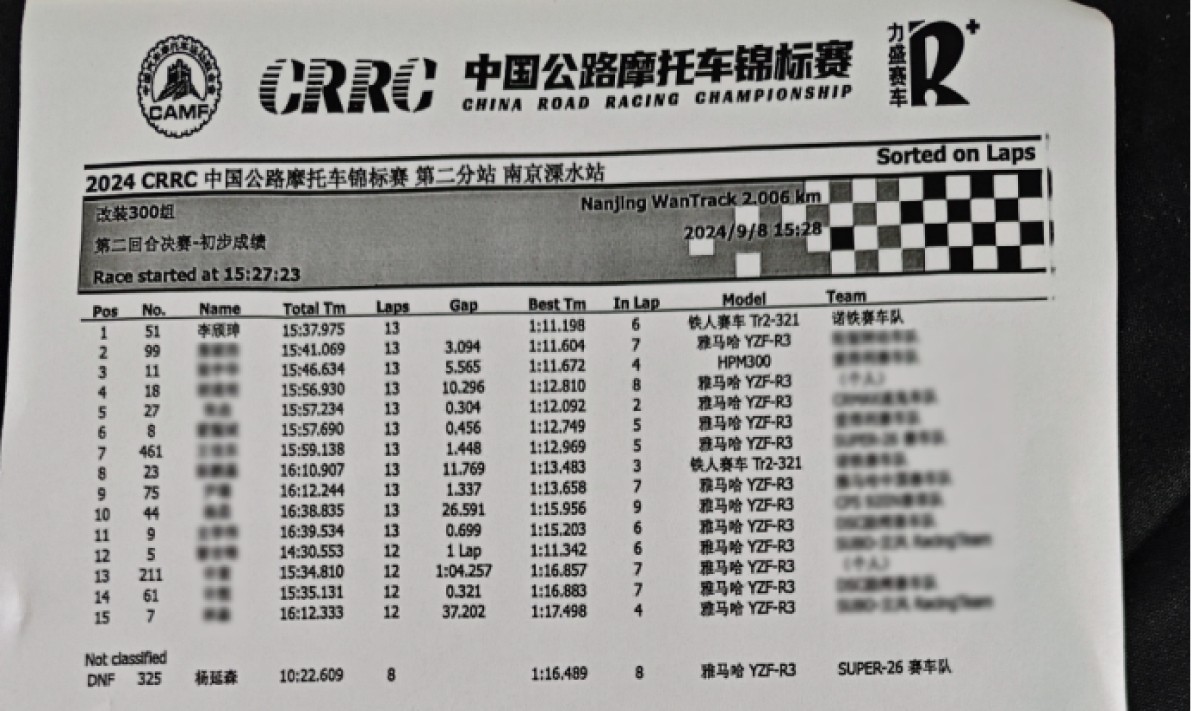 CAMF
CRRC 中国公路摩托车锦标赛
CHINA ROAD RACING CHAMPIONSHIP
力盛赛车 R+
Sorted on Laps
2024 CRRC 中国公路摩托车锦标赛 第二分站 南京溧水站
改装300组
Nanjing WanTrack 2.006 km
第二回合决赛-初步成绩
2024/9/8 15:28
Race started at 15:27:23
Pos No. Name Total Tm Laps Gap Best Tm In Lap Model Team
1 51 李欣珅 15:37.975 13 1:11.198 6 铁人赛车 Tr2-321 诺铁赛车队
2 99 15:41.069 13 3.094 1:11.604 7 雅马哈 YZF-R3
3 11 15:46.634 13 5.565 1:11.672 4 HPM300
4 18 15:56.930 13 10.296 1:12.810 8 雅马哈 YZF-R3 （个人）
5 27 15:57.234 13 0.304 1:12.092 2 雅马哈 YZF-R3
6 8 15:57.690 13 0.456 1:12.749 5 雅马哈 YZF-R3
7 461 15:59.138 13 1.448 1:12.969 5 雅马哈 YZF-R3 SUPER-26 赛车队
8 23 16:10.907 13 11.769 1:13.483 3 铁人赛车 Tr2-321
9 75 16:12.244 13 1.337 1:13.658 7 雅马哈 YZF-R3
10 44 16:38.835 13 26.591 1:15.956 9 雅马哈 YZF-R3
11 9 16:39.534 13 0.699 1:15.203 6 雅马哈 YZF-R3
12 5 14:30.553 12 1 Lap 1:11.342 6 雅马哈 YZF-R3
13 211 15:34.810 12 1:04.257 1:16.857 7 雅马哈 YZF-R3 （个人）
14 61 15:35.131 12 0.321 1:16.883 7 雅马哈 YZF-R3
15 7 16:12.333 12 37.202 1:17.498 4 雅马哈 YZF-R3
Not classified
DNF 325 杨延森 10:22.609 8 1:16.489 8 雅马哈 YZF-R3 SUPER-26 赛车队